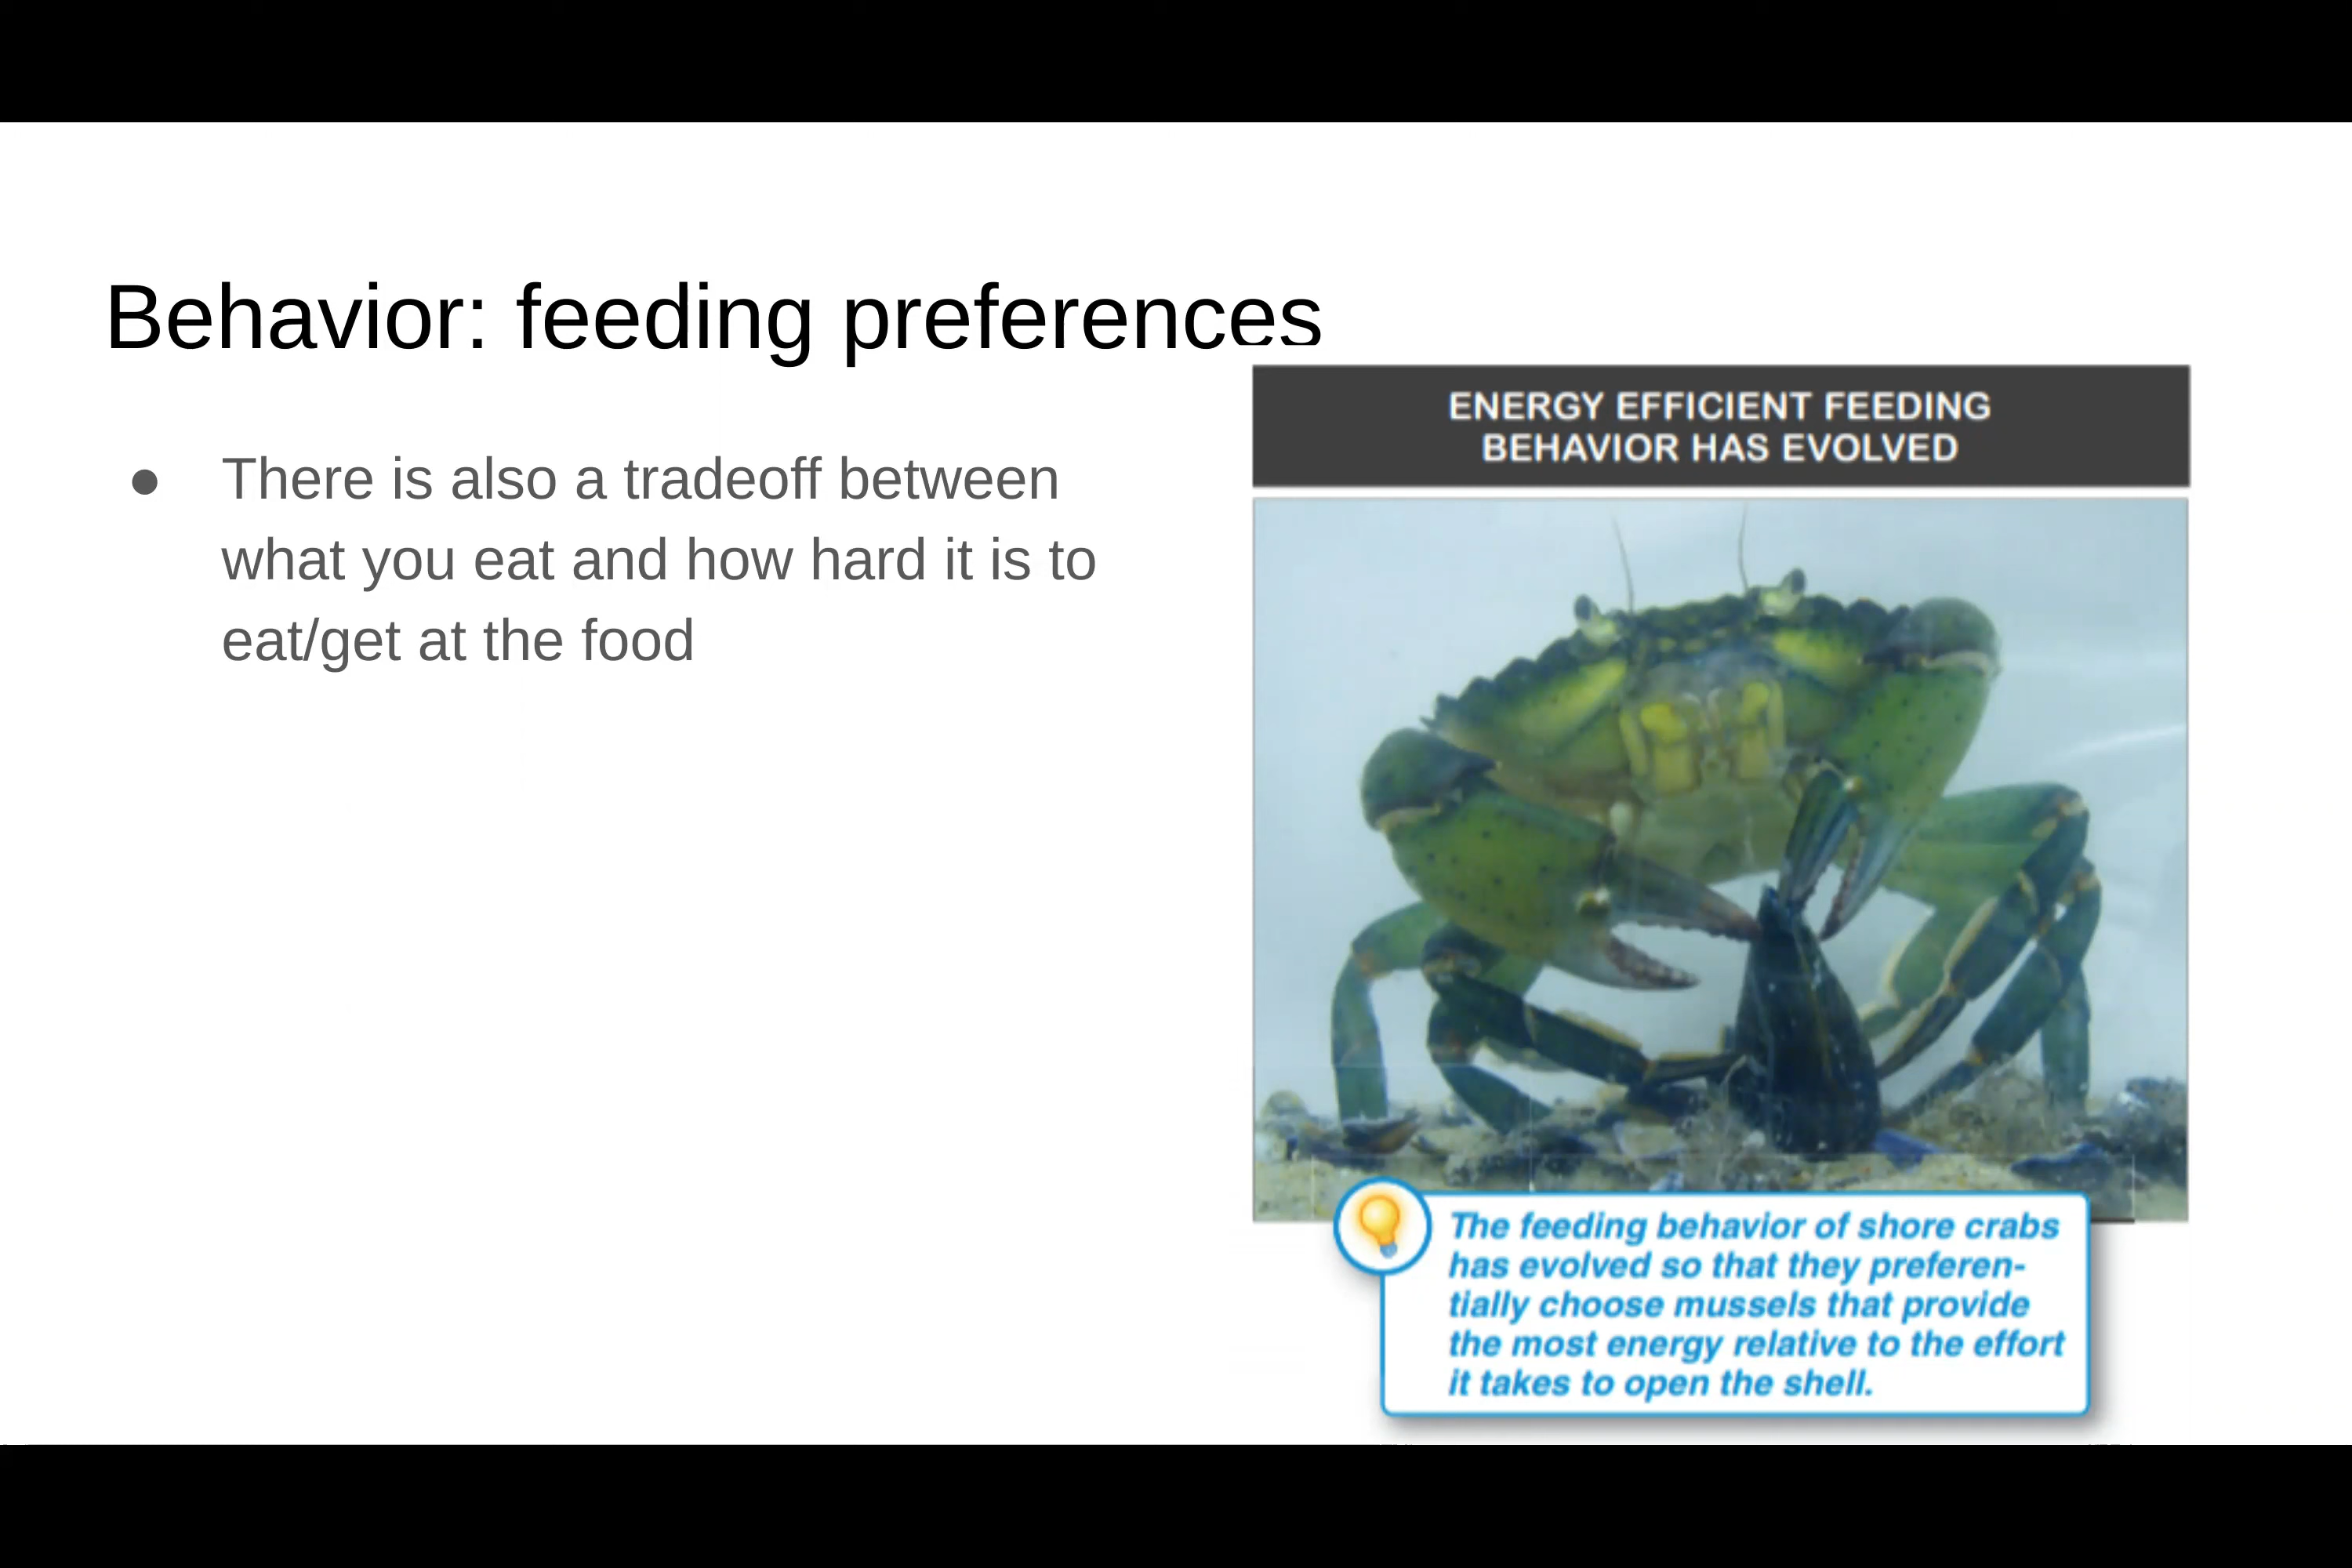 Behavior: feeding preferences
● There is also a tradeoff between
what you eat and how hard it is to
eat/get at the food
ENERGY EFFICIENT FEEDING
BEHAVIOR HAS EVOLVED
The feeding behavior of shore crabs
has evolved so that they preferen-
tially choose mussels that provide
the most energy relative to the effort
it takes to open the shell.